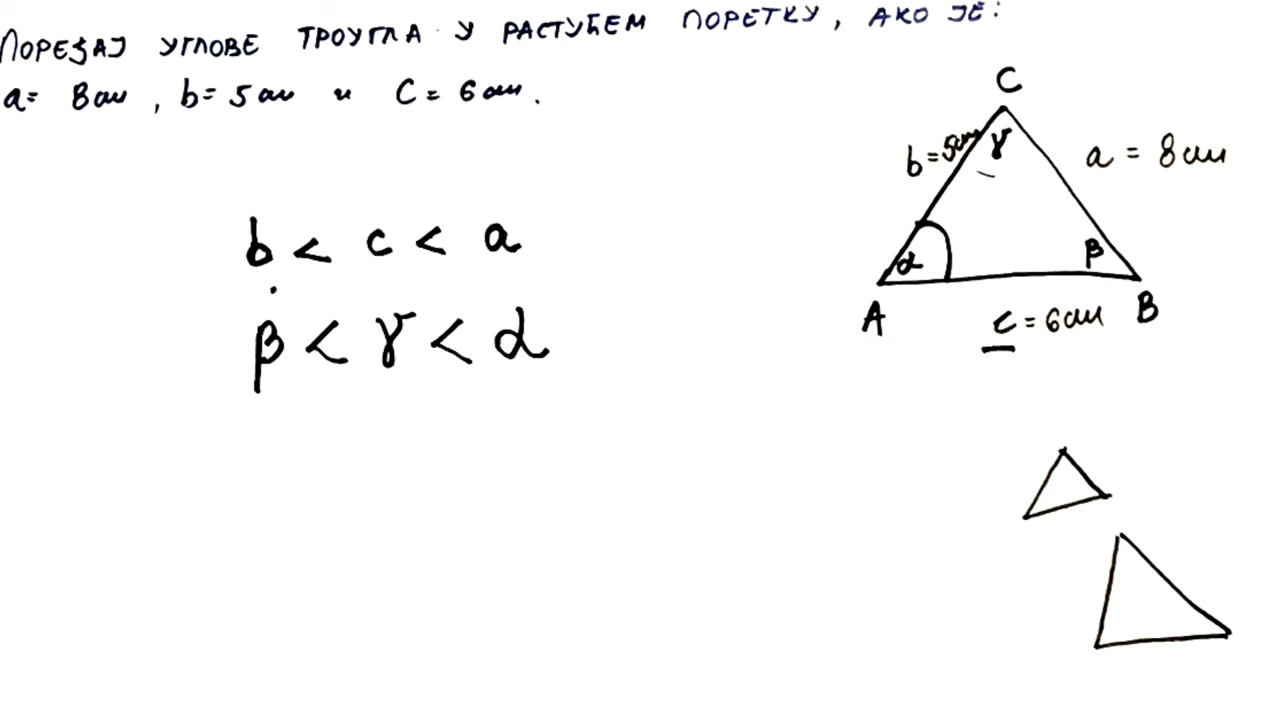 ПОРЕЂАЈ УГЛОВЕ ТРОУГЛА У РАСТУЋЕМ ПОРЕТКУ, АКО ЈЕ:
a= 8cm, b= 5cm и C= 6cm.
C
b=5cm
γ
a = 8cm
b < c < a
α
β
A
c=6cm
B
β < γ < α